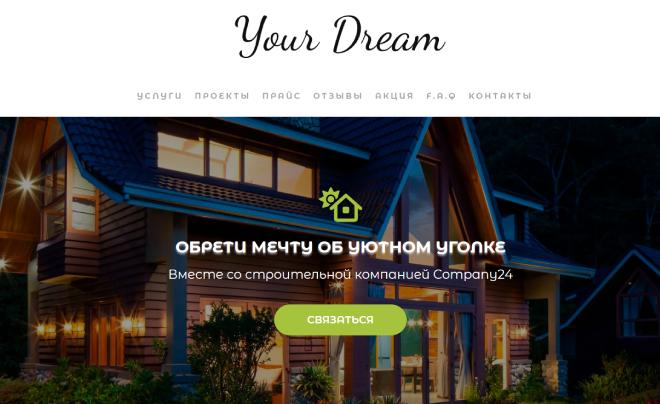 Your Dream
УСЛУГИ ПРОЕКТЫ ПРАЙС ОТЗЫВЫ АКЦИЯ F.A.Q КОНТАКТЫ
ОБРЕТИ МЕЧТУ ОБ УЮТНОМ УГОЛКЕ
Вместе со строительной компанией Company24
СВЯЗАТЬСЯ